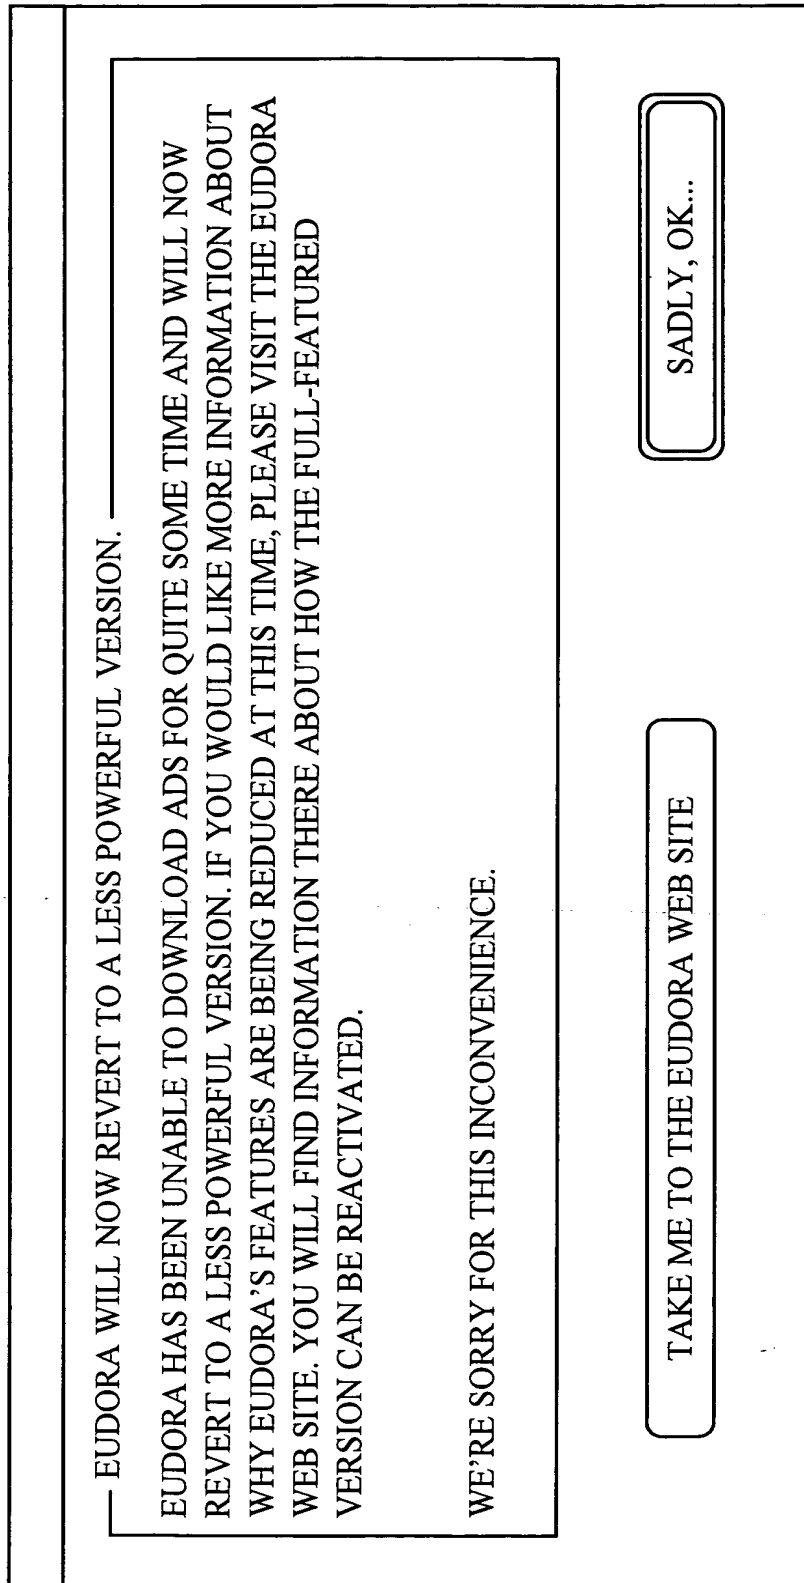 EUDORA WILL NOW REVERT TO A LESS POWERFUL VERSION.
EUDORA HAS BEEN UNABLE TO DOWNLOAD ADS FOR QUITE SOME TIME AND WILL NOW
REVERT TO A LESS POWERFUL VERSION. IF YOU WOULD LIKE MORE INFORMATION ABOUT
WHY EUDORA'S FEATURES ARE BEING REDUCED AT THIS TIME, PLEASE VISIT THE EUDORA
WEB SITE. YOU WILL FIND INFORMATION THERE ABOUT HOW THE FULL-FEATURED
VERSION CAN BE REACTIVATED.
WE'RE SORRY FOR THIS INCONVENIENCE.
TAKE ME TO THE EUDORA WEB SITE
SADLY, OK...